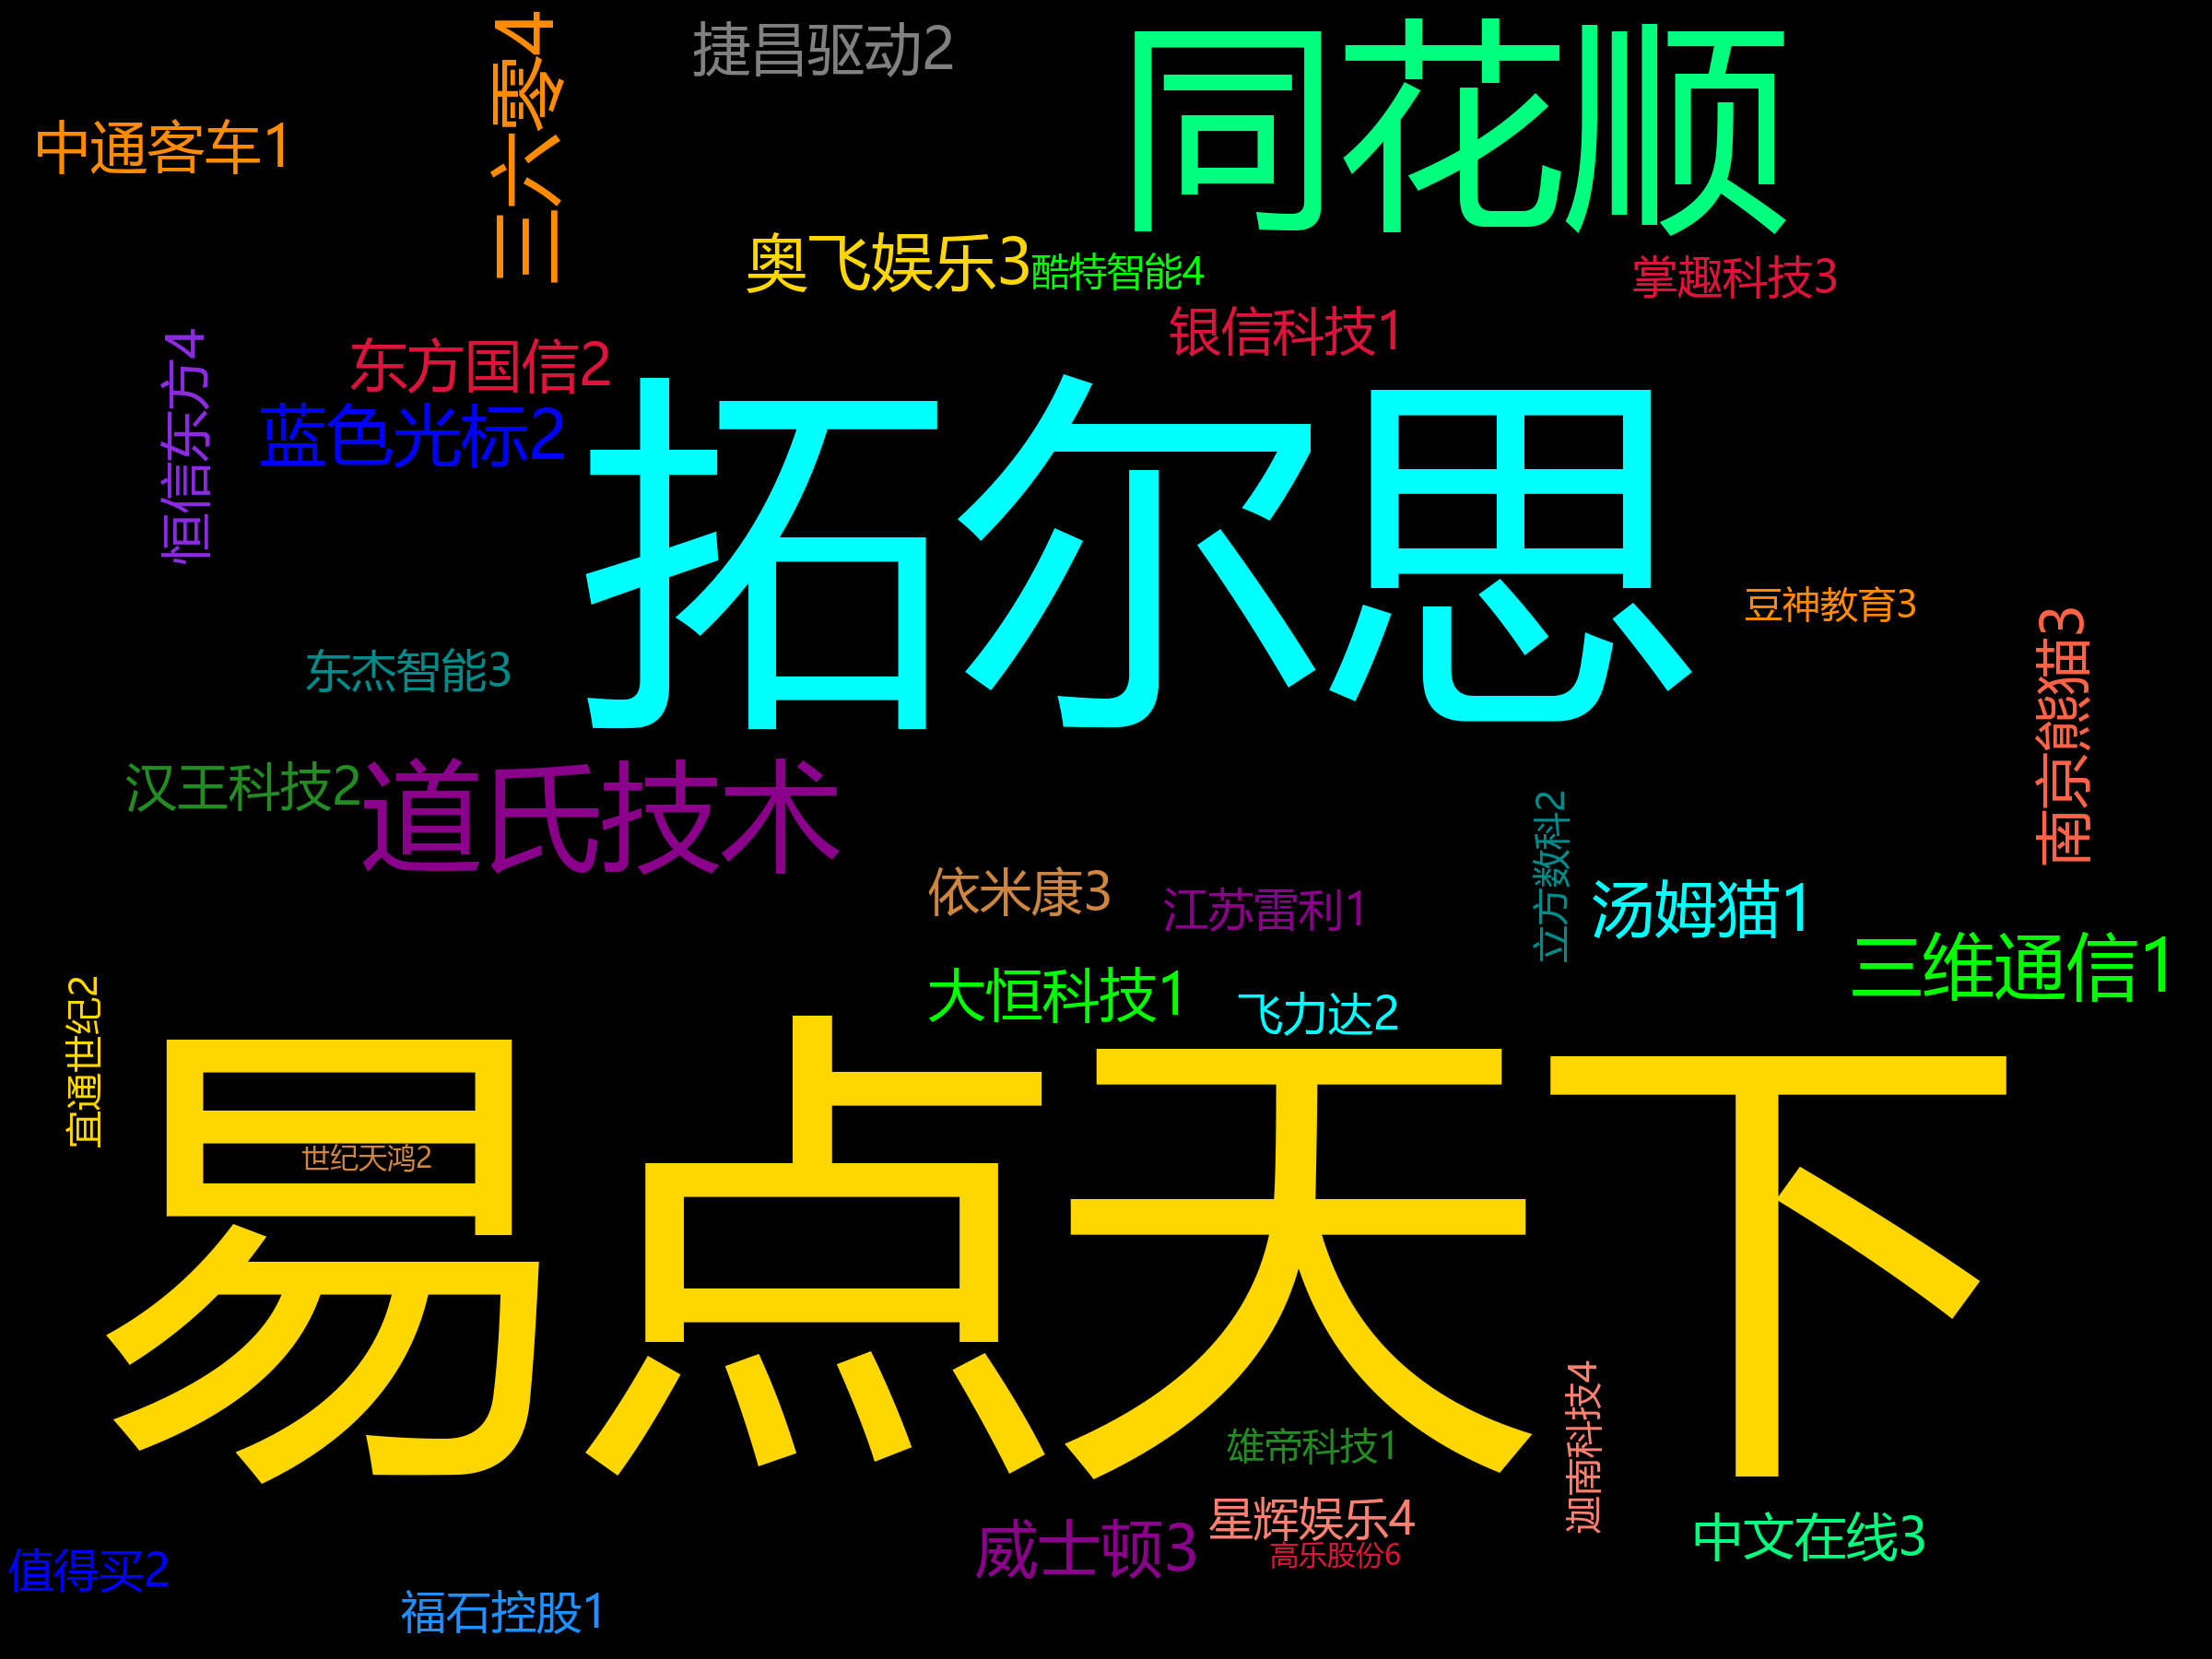 三六零4
捷昌驱动2
同花顺
中通客车1
奥飞娱乐3
酷特智能4
掌趣科技3
银信科技1
恒信东方4
东方国信2
蓝色光标2
拓尔思
豆神教育3
南京熊猫3
东杰智能3
汉王科技2
道氏技术
立方数科2
依米康3
江苏雷利1
汤姆猫1
三维通信1
大恒科技1
飞力达2
宜通世纪2
易点天下
世纪天鸿2
迦南科技4
雄帝科技1
星辉娱乐4
威士顿3
高乐股份6
中文在线3
值得买2
福石控股1